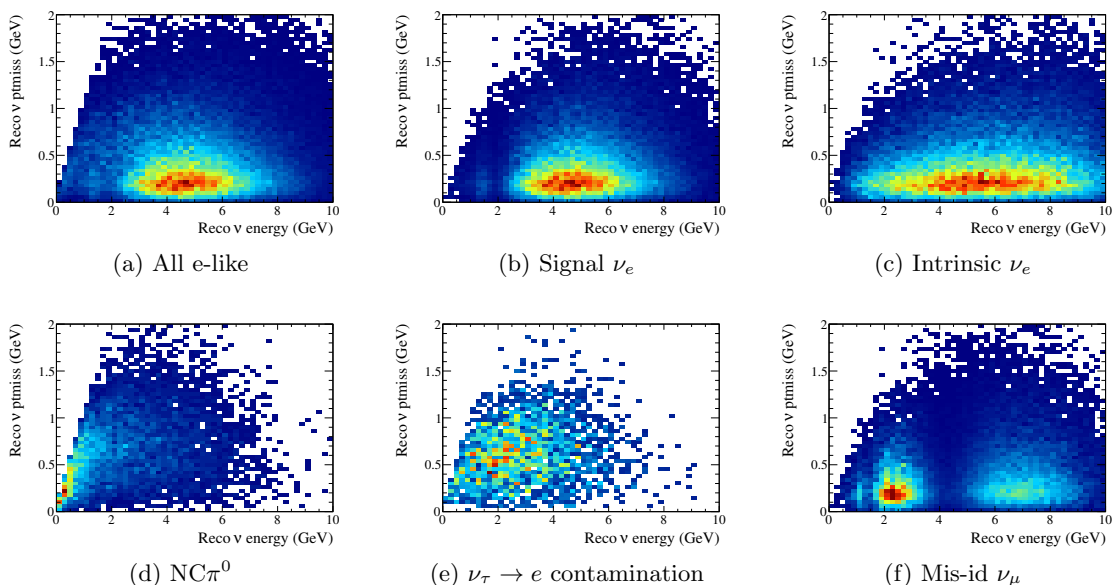 Reco ν ptmiss (GeV)
2
1.5
1
0.5
0
0 2 4 6 8 10
Reco ν energy (GeV)
(a) All e-like
Reco ν ptmiss (GeV)
2
1.5
1
0.5
0
0 2 4 6 8 10
Reco ν energy (GeV)
(b) Signal νₑ
Reco ν ptmiss (GeV)
2
1.5
1
0.5
0
0 2 4 6 8 10
Reco ν energy (GeV)
(c) Intrinsic νₑ
Reco ν ptmiss (GeV)
2
1.5
1
0.5
0
0 2 4 6 8 10
Reco ν energy (GeV)
(d) NCπ⁰
Reco ν ptmiss (GeV)
2
1.5
1
0.5
0
0 2 4 6 8 10
Reco ν energy (GeV)
(e) ν_τ → e contamination
Reco ν ptmiss (GeV)
2
1.5
1
0.5
0
0 2 4 6 8 10
Reco ν energy (GeV)
(f) Mis-id ν_μ